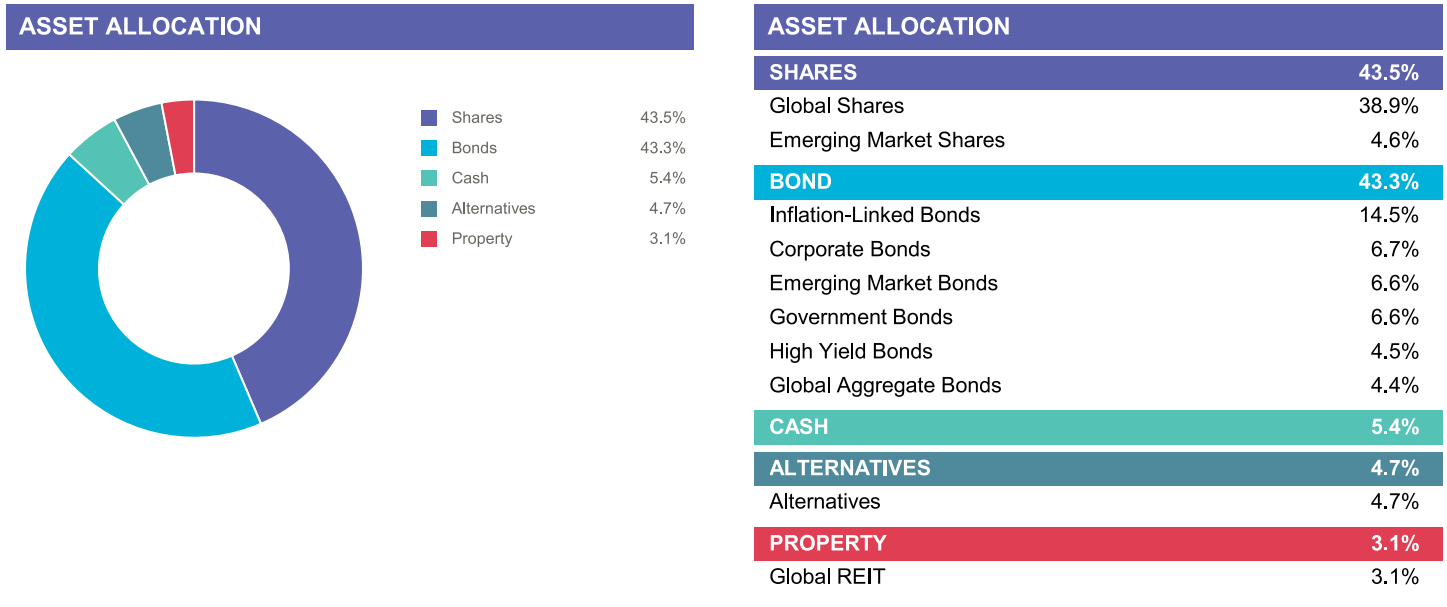 ASSET ALLOCATION
Shares 43.5%
Bonds 43.3%
Cash 5.4%
Alternatives 4.7%
Property 3.1%
ASSET ALLOCATION
SHARES 43.5%
Global Shares 38.9%
Emerging Market Shares 4.6%
BOND 43.3%
Inflation-Linked Bonds 14.5%
Corporate Bonds 6.7%
Emerging Market Bonds 6.6%
Government Bonds 6.6%
High Yield Bonds 4.5%
Global Aggregate Bonds 4.4%
CASH 5.4%
ALTERNATIVES 4.7%
Alternatives 4.7%
PROPERTY 3.1%
Global REIT 3.1%